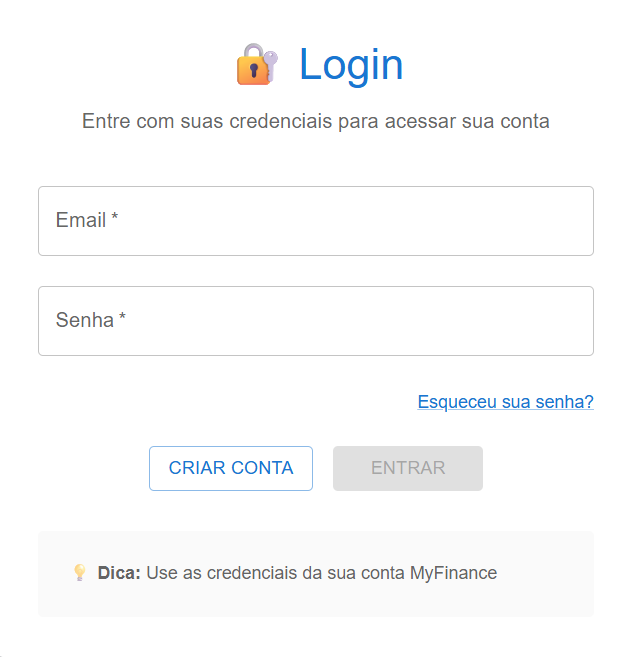 Login
Entre com suas credenciais para acessar sua conta
Email *
Senha *
Esqueceu sua senha?
CRIAR CONTA
ENTRAR
Dica: Use as credenciais da sua conta MyFinance